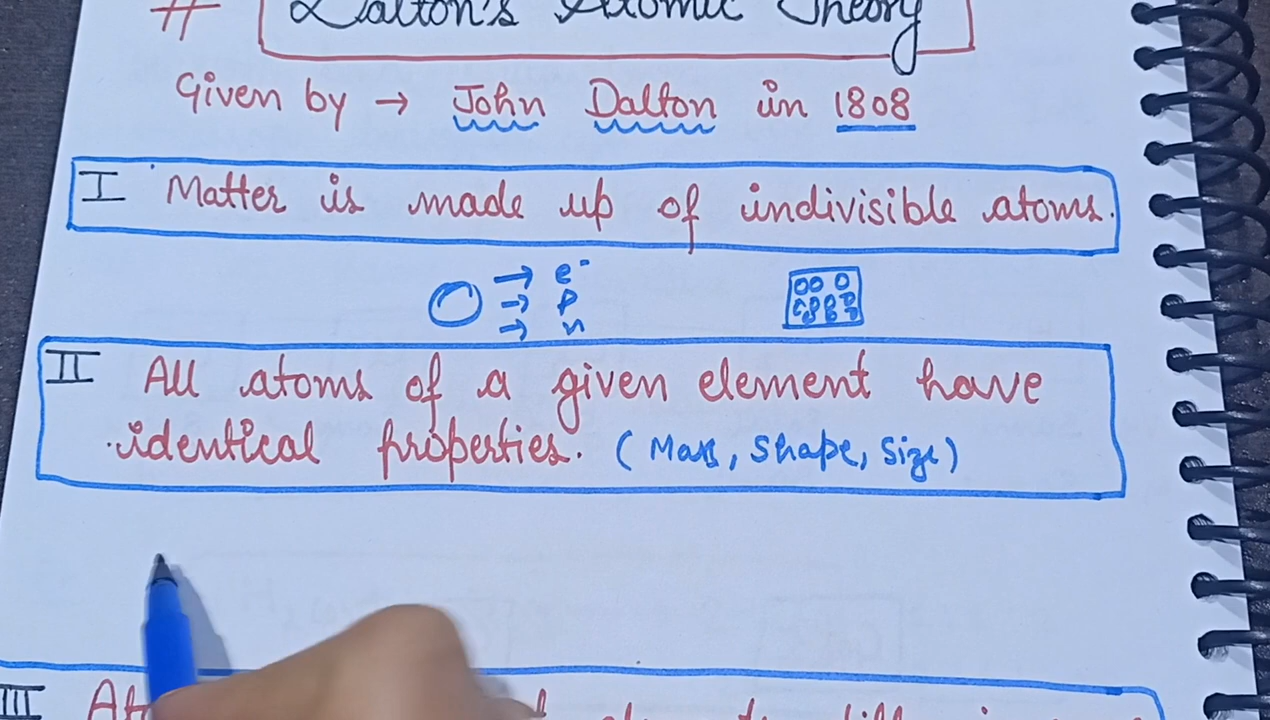 # Dalton's Atomic Theory
Given by → John Dalton in 1808
I Matter is made up of indivisible atoms.
→ e⁻
→ p
→ n
II All atoms of a given element have
identical properties. (Mass, Shape, Size)
III